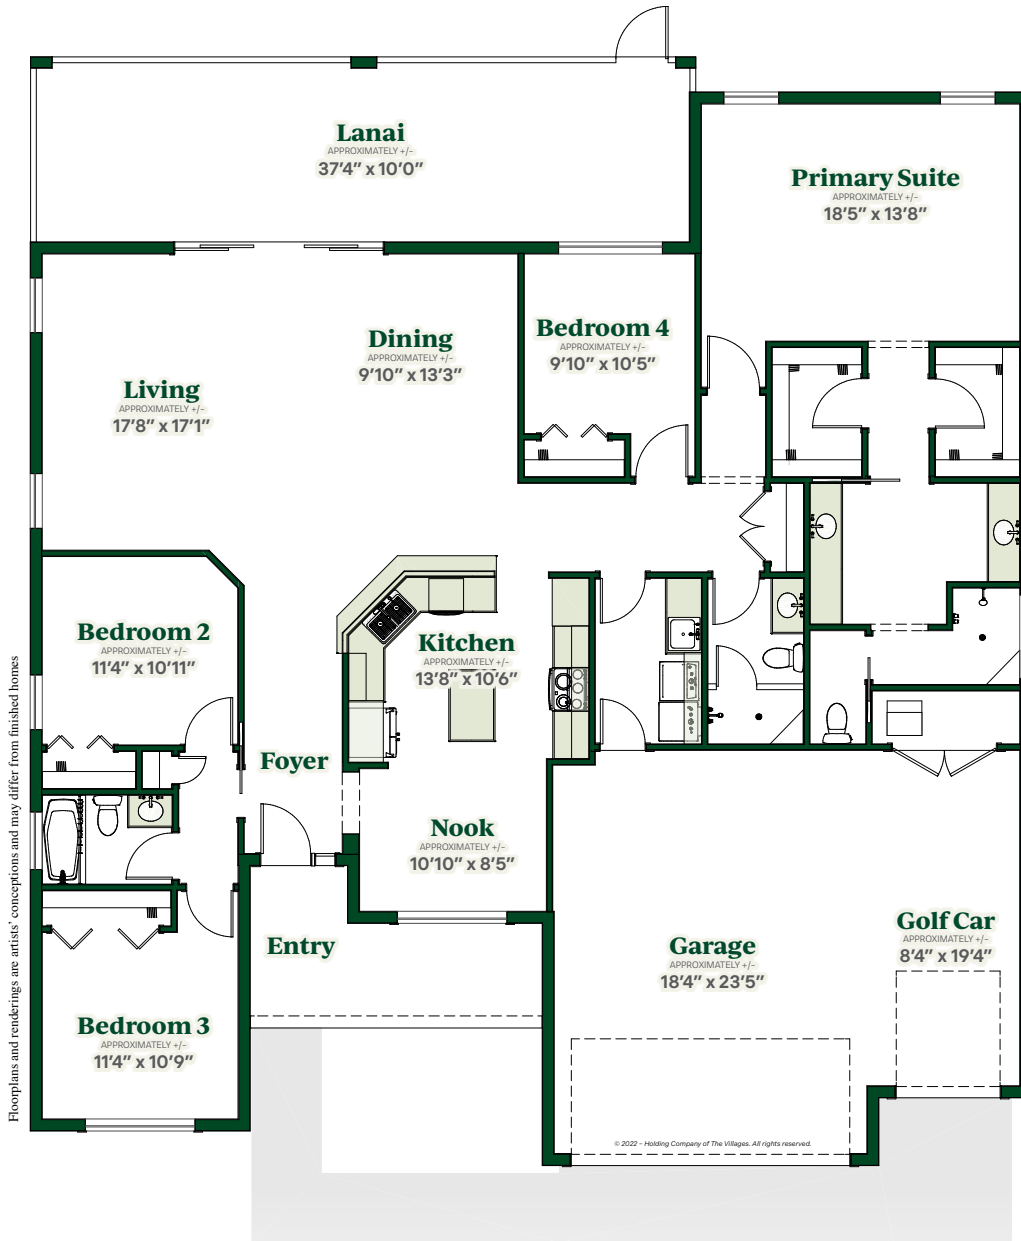 Lanai
APPROXIMATELY +/-
37'4” x 10'0”
Primary Suite
APPROXIMATELY +/-
18'5” x 13'8”
Dining
APPROXIMATELY +/-
9'10” x 13'3”
Bedroom 4
APPROXIMATELY +/-
9'10” x 10'5”
Living
APPROXIMATELY +/-
17'8” x 17'1”
Bedroom 2
APPROXIMATELY +/-
11'4” x 10'11”
Kitchen
APPROXIMATELY +/-
13'8” x 10'6”
Foyer
Nook
APPROXIMATELY +/-
10'10” x 8'5”
Entry
Garage
APPROXIMATELY +/-
18'4” x 23'5”
Golf Car
APPROXIMATELY +/-
8'4” x 19'4”
Bedroom 3
APPROXIMATELY +/-
11'4” x 10'9”
© 2022 – Holding Company of The Villages. All rights reserved.
Floorplans and renderings are artists’ conceptions and may differ from finished homes